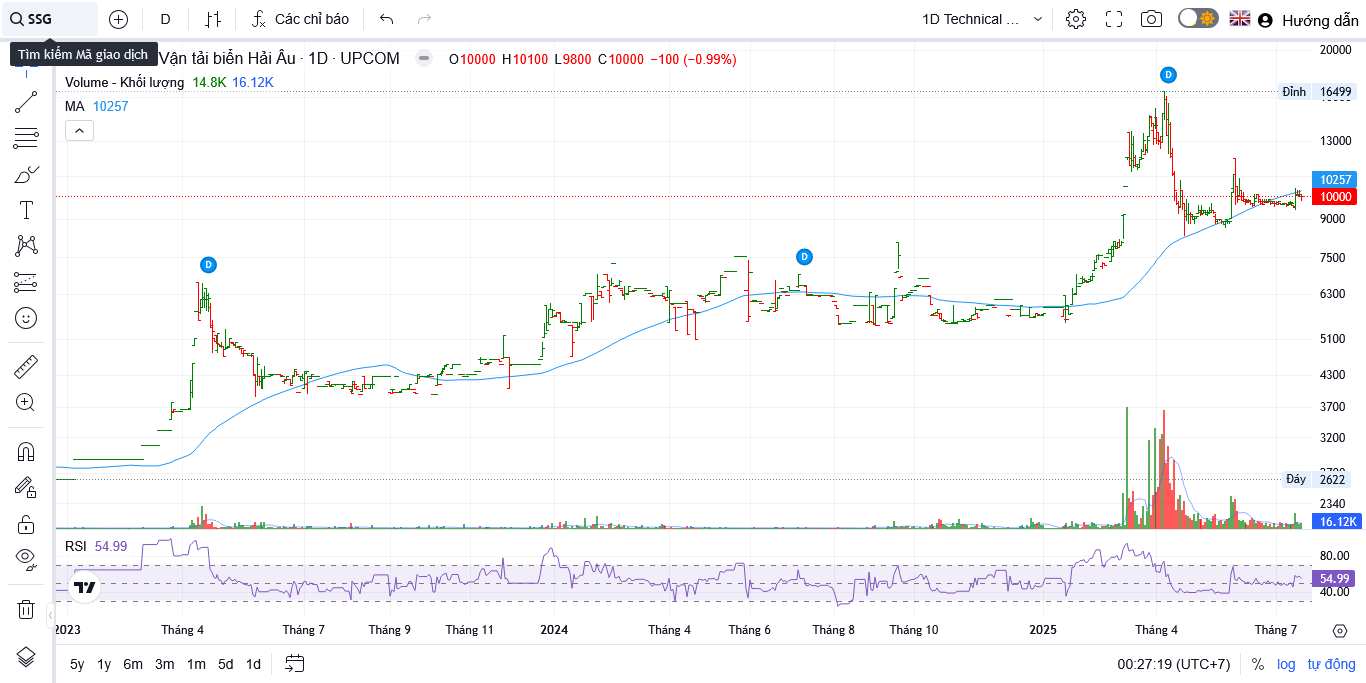 SSG
D
Các chỉ báo
1D Technical ...
Hướng dẫn
Tìm kiếm Mã giao dịch
Vận tải biển Hải Âu · 1D · UPCOM
O10000 H10100 L9800 C10000 −100 (−0.99%)
Volume - Khối lượng 14.8K 16.12K
MA 10257
D
D
D
20000
Đỉnh 16499
13000
10257
10000
9000
7500
6300
5100
4300
3700
3200
Đáy 2622
2340
16.12K
RSI 54.99
80.00
54.99
40.00
2023 Tháng 4 Tháng 7 Tháng 9 Tháng 11 2024 Tháng 4 Tháng 6 Tháng 8 Tháng 10 2025 Tháng 4 Tháng 7
5y 1y 6m 3m 1m 5d 1d
00:27:19 (UTC+7) % log tự động